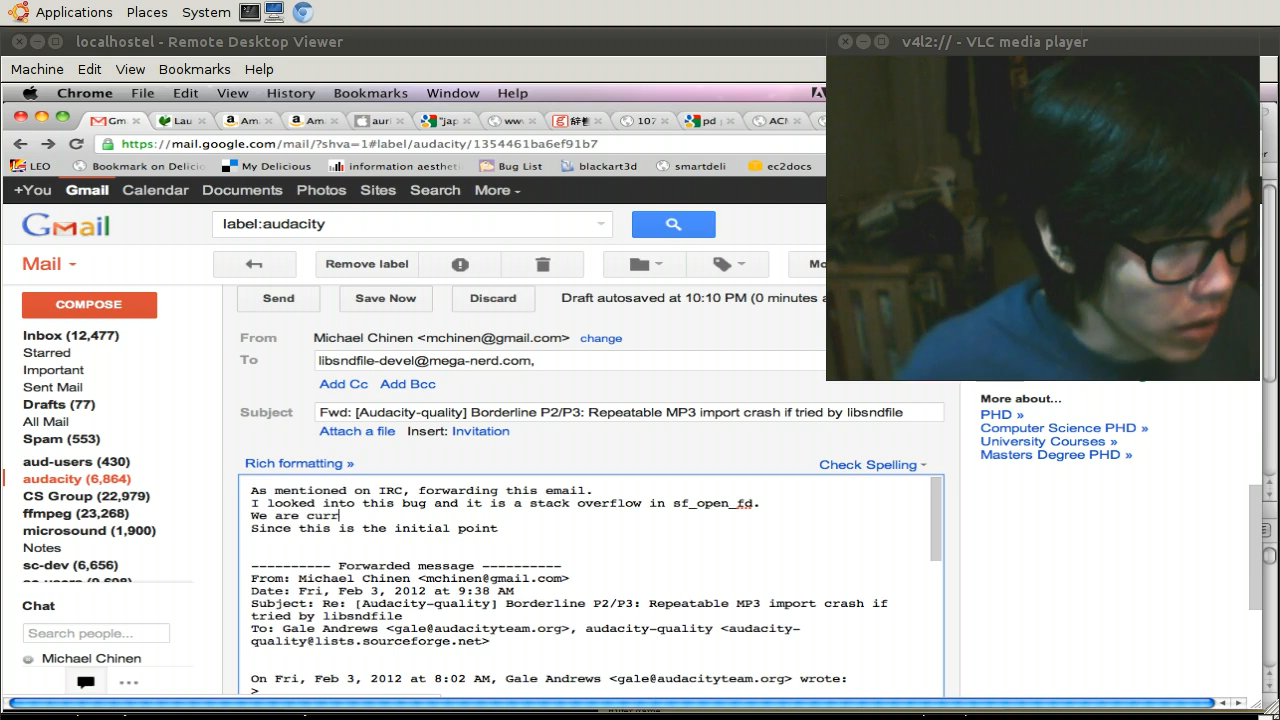 Applications Places System
localhostel - Remote Desktop Viewer
v4l2:// - VLC media player
Machine Edit View Bookmarks Help
Chrome File Edit View History Bookmarks Window Help
Gm Lau Am Am auri "jap ww 107 pd ACI
https://mail.google.com/mail/?shva=1#label/audacity/1354461ba6ef91b7
LEO Bookmark on Delicio My Delicious information aesthet Bug List blackart3d smartdeli ec2docs
+You Gmail Calendar Documents Photos Sites Search More
Gmail
label:audacity
Mail
Remove label
Mo
COMPOSE
Send Save Now Discard Draft autosaved at 10:10 PM (0 minutes a
Inbox (12,477)
Starred
Important
Sent Mail
Drafts (77)
All Mail
Spam (553)
aud-users (430)
audacity (6,864)
CS Group (22,979)
ffmpeg (23,268)
microsound (1,900)
Notes
sc-dev (6,656)
Chat
Search people...
Michael Chinen
From Michael Chinen <mchinen@gmail.com> change
To libsndfile-devel@mega-nerd.com,
Add Cc Add Bcc
Subject Fwd: [Audacity-quality] Borderline P2/P3: Repeatable MP3 import crash if tried by libsndfile
Attach a file Insert: Invitation
Rich formatting » Check Spelling
As mentioned on IRC, forwarding this email.
I looked into this bug and it is a stack overflow in sf_open_fd.
We are curr
Since this is the initial point
---------- Forwarded message ----------
From: Michael Chinen <mchinen@gmail.com>
Date: Fri, Feb 3, 2012 at 9:38 AM
Subject: Re: [Audacity-quality] Borderline P2/P3: Repeatable MP3 import crash if
tried by libsndfile
To: Gale Andrews <gale@audacityteam.org>, audacity-quality <audacity-
quality@lists.sourceforge.net>
On Fri, Feb 3, 2012 at 8:02 AM, Gale Andrews <gale@audacityteam.org> wrote:
>
More about...
PHD »
Computer Science PHD »
University Courses »
Masters Degree PHD »